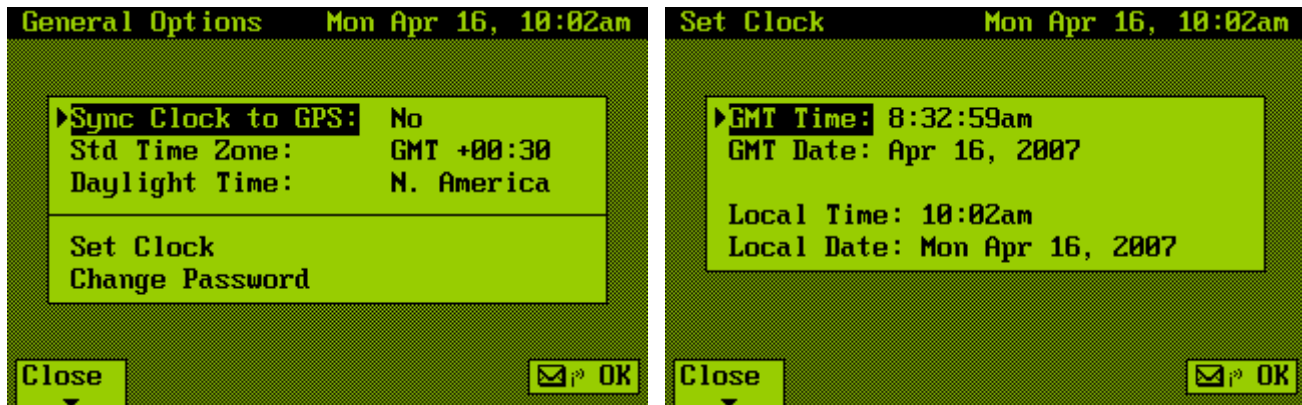 General Options Mon Apr 16, 10:02am
Sync Clock to GPS: No
Std Time Zone: GMT +00:30
Daylight Time: N. America
Set Clock
Change Password
Close
OK
Set Clock Mon Apr 16, 10:02am
GMT Time: 8:32:59am
GMT Date: Apr 16, 2007
Local Time: 10:02am
Local Date: Mon Apr 16, 2007
Close
OK